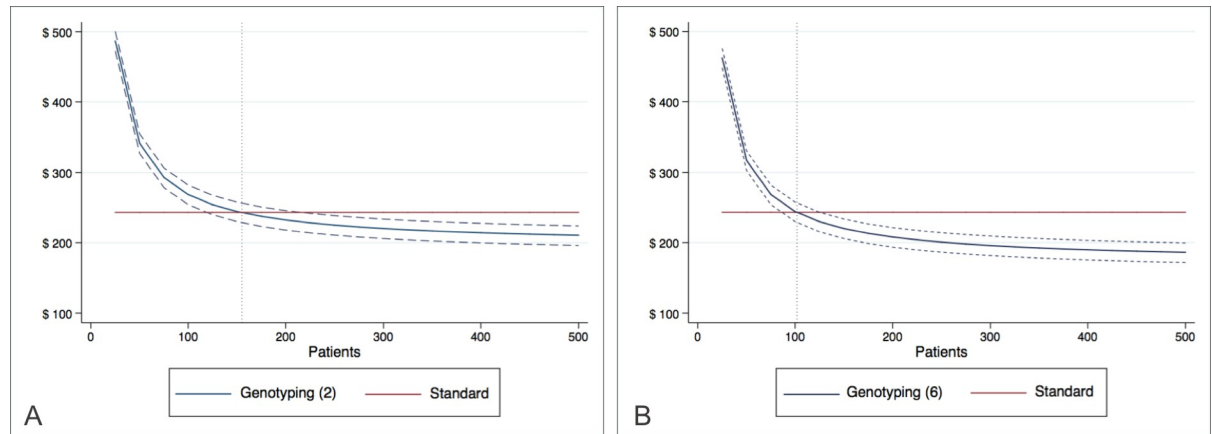 $ 500
$ 400
$ 300
$ 200
$ 100
0 100 200 300 400 500
Patients
Genotyping (2) Standard
A
$ 500
$ 400
$ 300
$ 200
$ 100
0 100 200 300 400 500
Patients
Genotyping (6) Standard
B